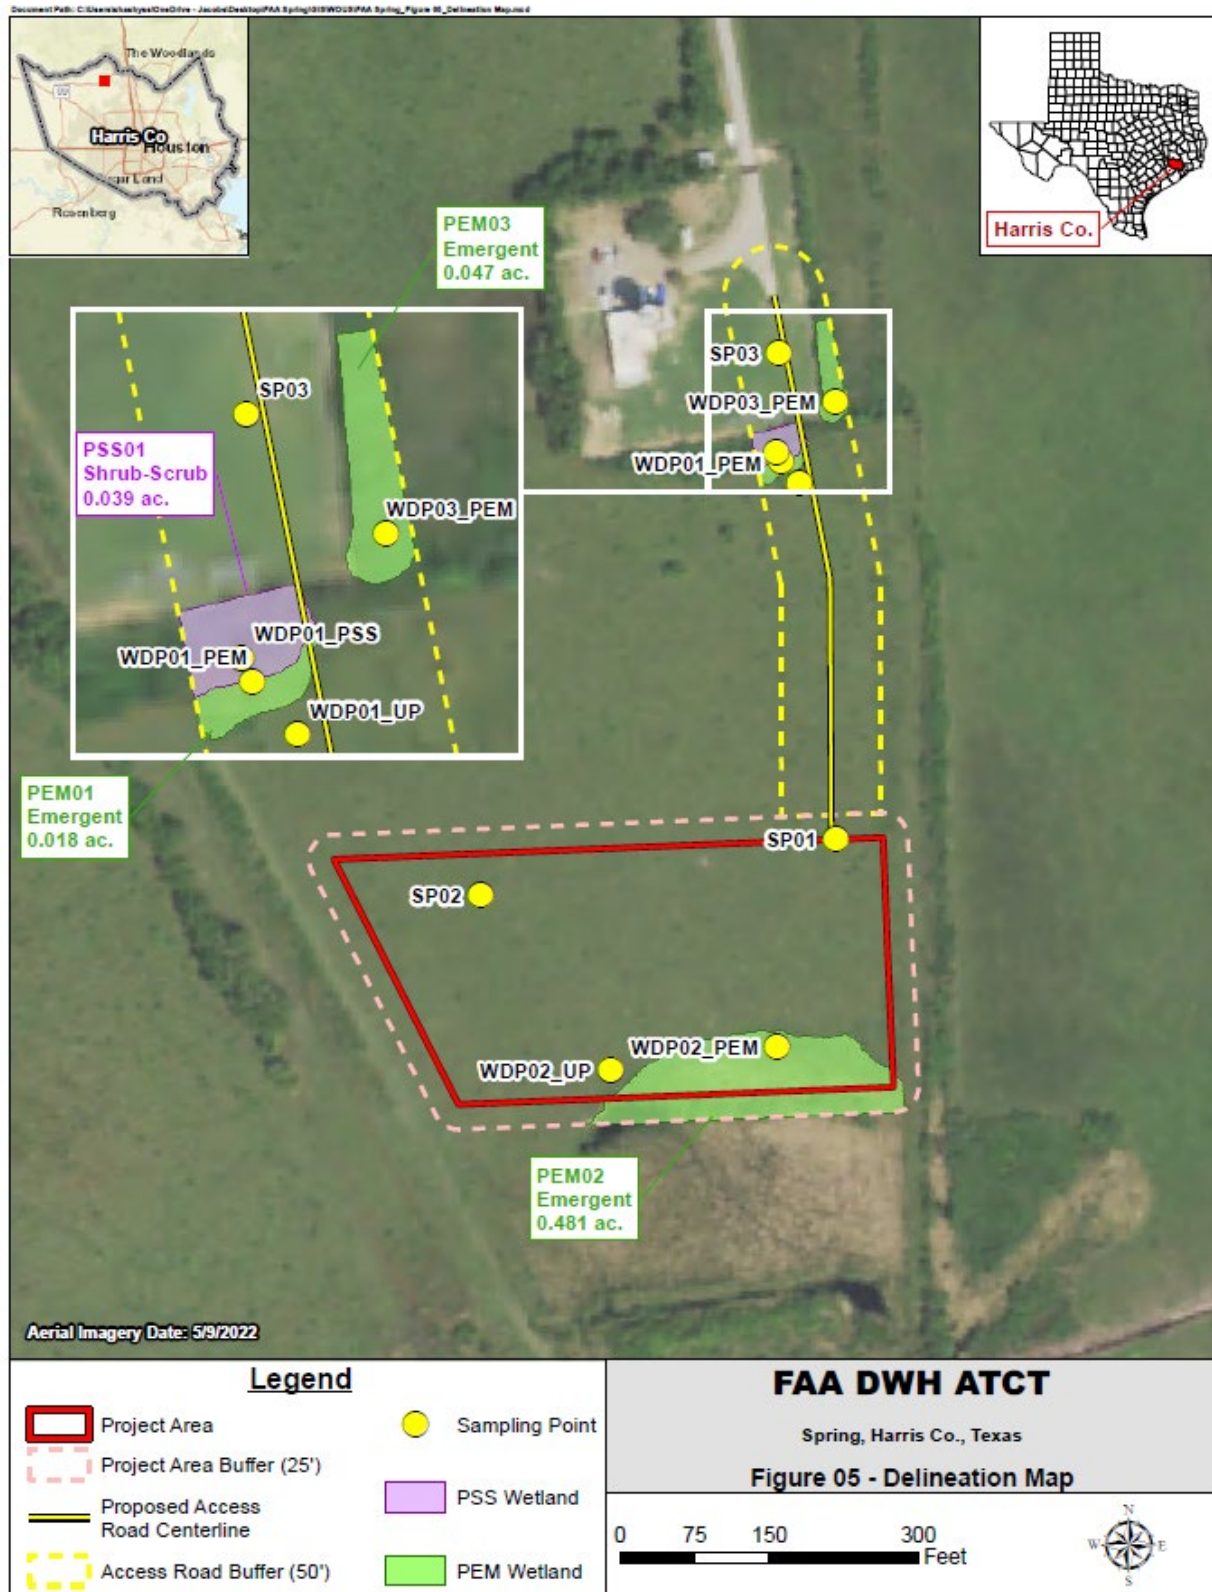 The Woodlands
99
Harris Co
Houston
Sugar Land
Rosenberg
Harris Co.
PEM03
Emergent
0.047 ac.
SP03
WDP03_PEM
WDP01_PEM
SP03
PSS01
Shrub-Scrub
0.039 ac.
WDP03_PEM
WDP01_PSS
WDP01_PEM
WDP01_UP
PEM01
Emergent
0.018 ac.
SP01
SP02
WDP02_PEM
WDP02_UP
PEM02
Emergent
0.481 ac.
Aerial Imagery Date: 5/9/2022
Legend
Project Area
Project Area Buffer (25')
Proposed Access
Road Centerline
Access Road Buffer (50')
Sampling Point
PSS Wetland
PEM Wetland
FAA DWH ATCT
Spring, Harris Co., Texas
Figure 05 - Delineation Map
0 75 150 300
Feet
N
W E
S